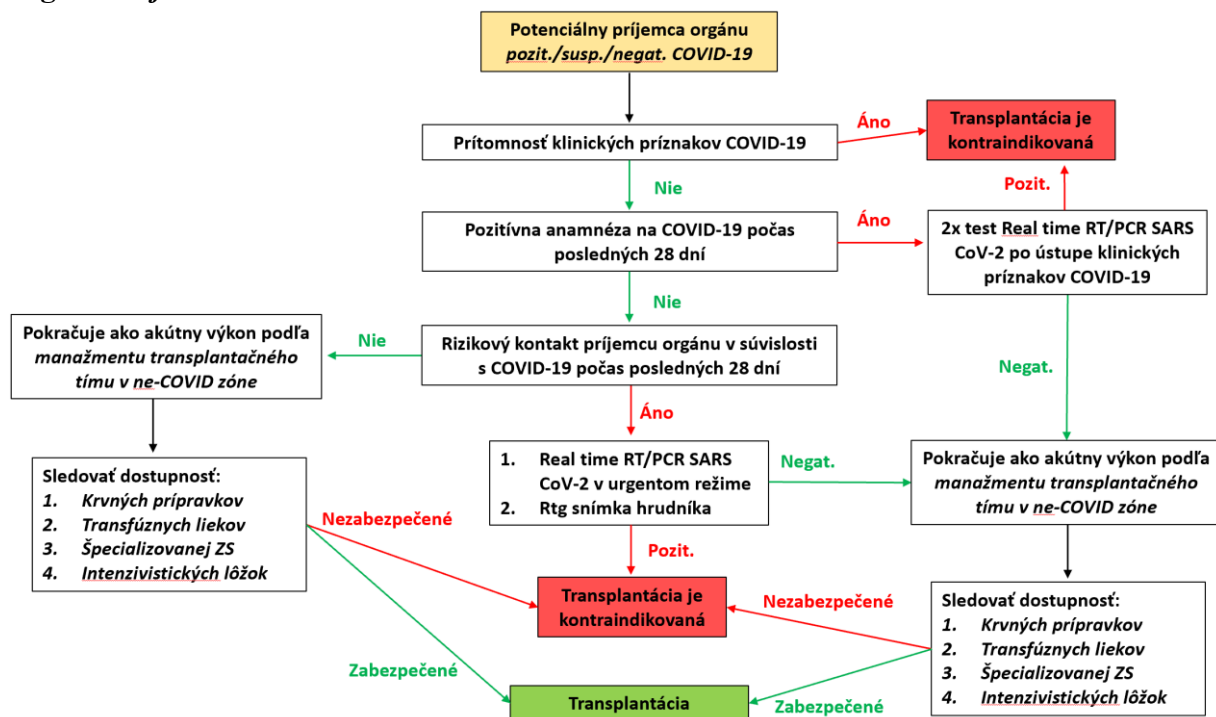 Potenciálny príjemca orgánu
pozit./susp./negat. COVID-19
Áno
Transplantácia je
kontraindikovaná
Prítomnosť klinických príznakov COVID-19
Nie
Pozit.
Pozitívna anamnéza na COVID-19 počas
posledných 28 dní
Áno
2x test Real time RT/PCR SARS
CoV-2 po ústupe klinických
príznakov COVID-19
Nie
Pokračuje ako akútny výkon podľa
manažmentu transplantačného
tímu v ne-COVID zóne
Nie
Rizikový kontakt príjemcu orgánu v súvislosti
s COVID-19 počas posledných 28 dní
Negat.
Áno
Sledovať dostupnosť:
1. Krvných prípravkov
2. Transfúznych liekov
3. Špecializovanej ZS
4. Intenzivistických lôžok
1. Real time RT/PCR SARS
CoV-2 v urgentom režime
2. Rtg snímka hrudníka
Negat.
Pokračuje ako akútny výkon podľa
manažmentu transplantačného
tímu v ne-COVID zóne
Nezabezpečené
Pozit.
Transplantácia je
kontraindikovaná
Nezabezpečené
Sledovať dostupnosť:
1. Krvných prípravkov
2. Transfúznych liekov
3. Špecializovanej ZS
4. Intenzivistických lôžok
Zabezpečené
Transplantácia
Zabezpečené